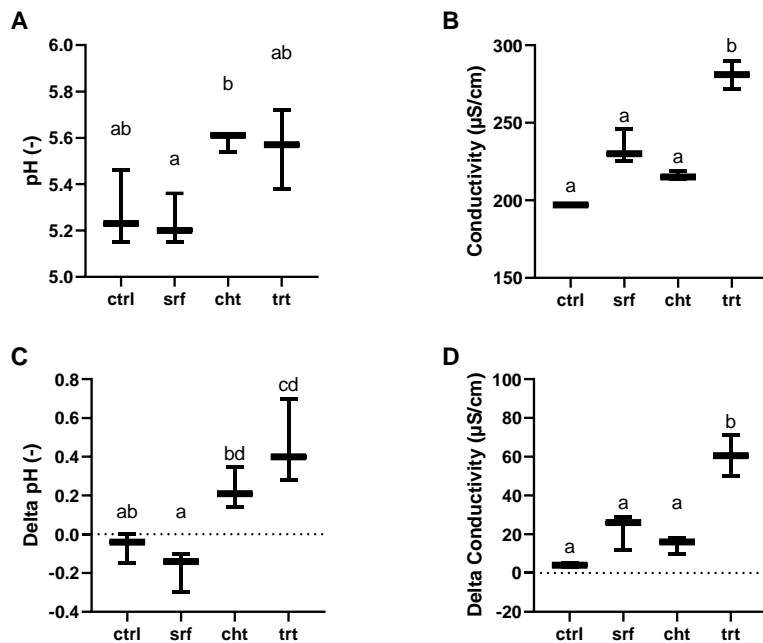 A
pH (-)
6.0
5.8
5.6
5.4
5.2
5.0
ab
a
b
ab
ctrl srf cht trt
B
Conductivity (µS/cm)
300
250
200
150
a
a
a
b
ctrl srf cht trt
C
Delta pH (-)
0.8
0.6
0.4
0.2
0.0
-0.2
-0.4
ab
a
bd
cd
ctrl srf cht trt
D
Delta Conductivity (µS/cm)
100
80
60
40
20
0
-20
a
a
a
b
ctrl srf cht trt